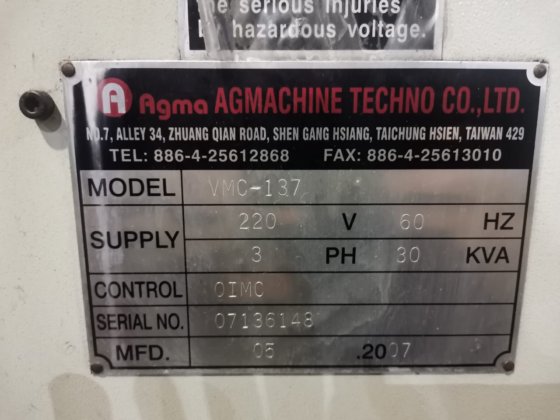 he serious injuries
by hazardous voltage.
A Agma AGMACHINE TECHNO CO.,LTD.
NO.7, ALLEY 34, ZHUANG QIAN ROAD, SHEN GANG HSIANG, TAICHUNG HSIEN, TAIWAN 429
TEL: 886-4-25612868 FAX: 886-4-25613010
MODEL VMC-137
SUPPLY 220 V 60 HZ
3 PH 30 KVA
CONTROL OIMC
SERIAL NO. 07136148
MFD. 05 .2007